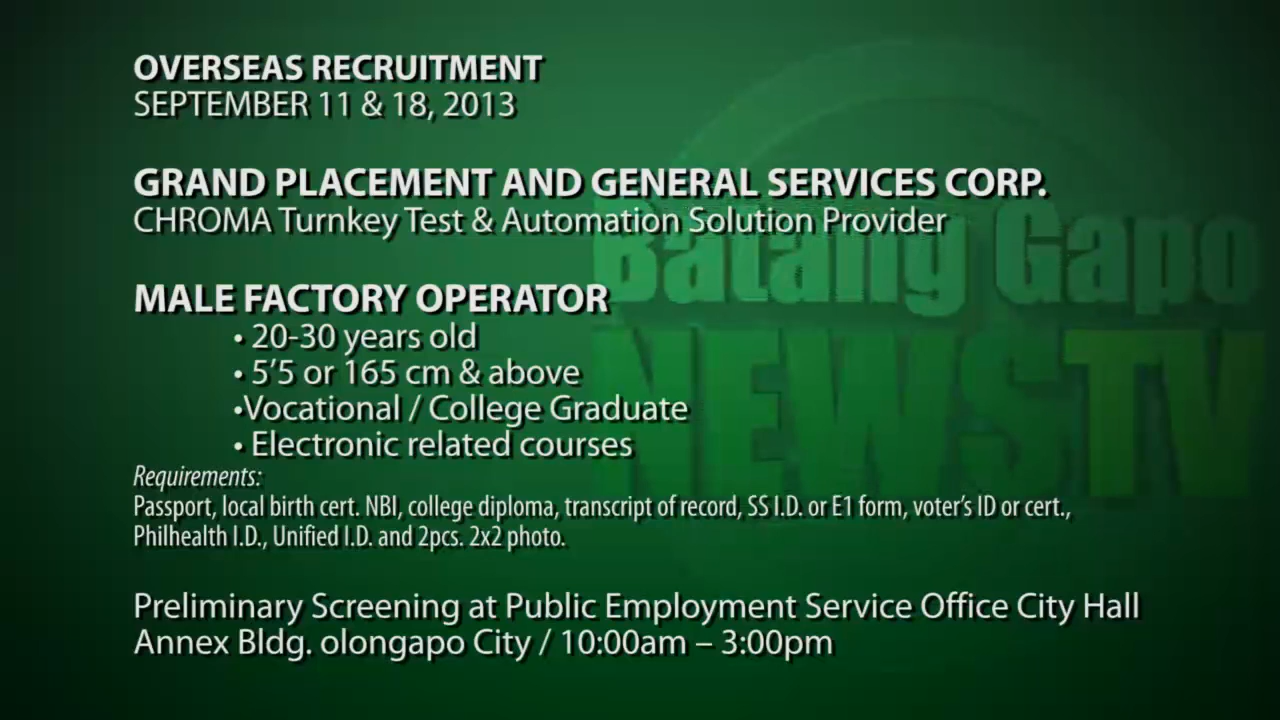 OVERSEAS RECRUITMENT
SEPTEMBER 11 & 18, 2013
GRAND PLACEMENT AND GENERAL SERVICES CORP.
CHROMA Turnkey Test & Automation Solution Provider
Batang Gapo
NEWSTV
MALE FACTORY OPERATOR
• 20-30 years old
• 5'5 or 165 cm & above
•Vocational / College Graduate
• Electronic related courses
Requirements:
Passport, local birth cert. NBI, college diploma, transcript of record, SS I.D. or E1 form, voter's ID or cert.,
Philhealth I.D., Unified I.D. and 2pcs. 2x2 photo.
Preliminary Screening at Public Employment Service Office City Hall
Annex Bldg. olongapo City / 10:00am – 3:00pm